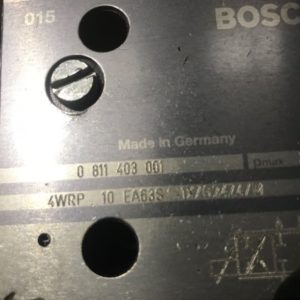 015
BOSC
Made in Germany
0 811 403 001
pmax
4WRP 10 EA63S